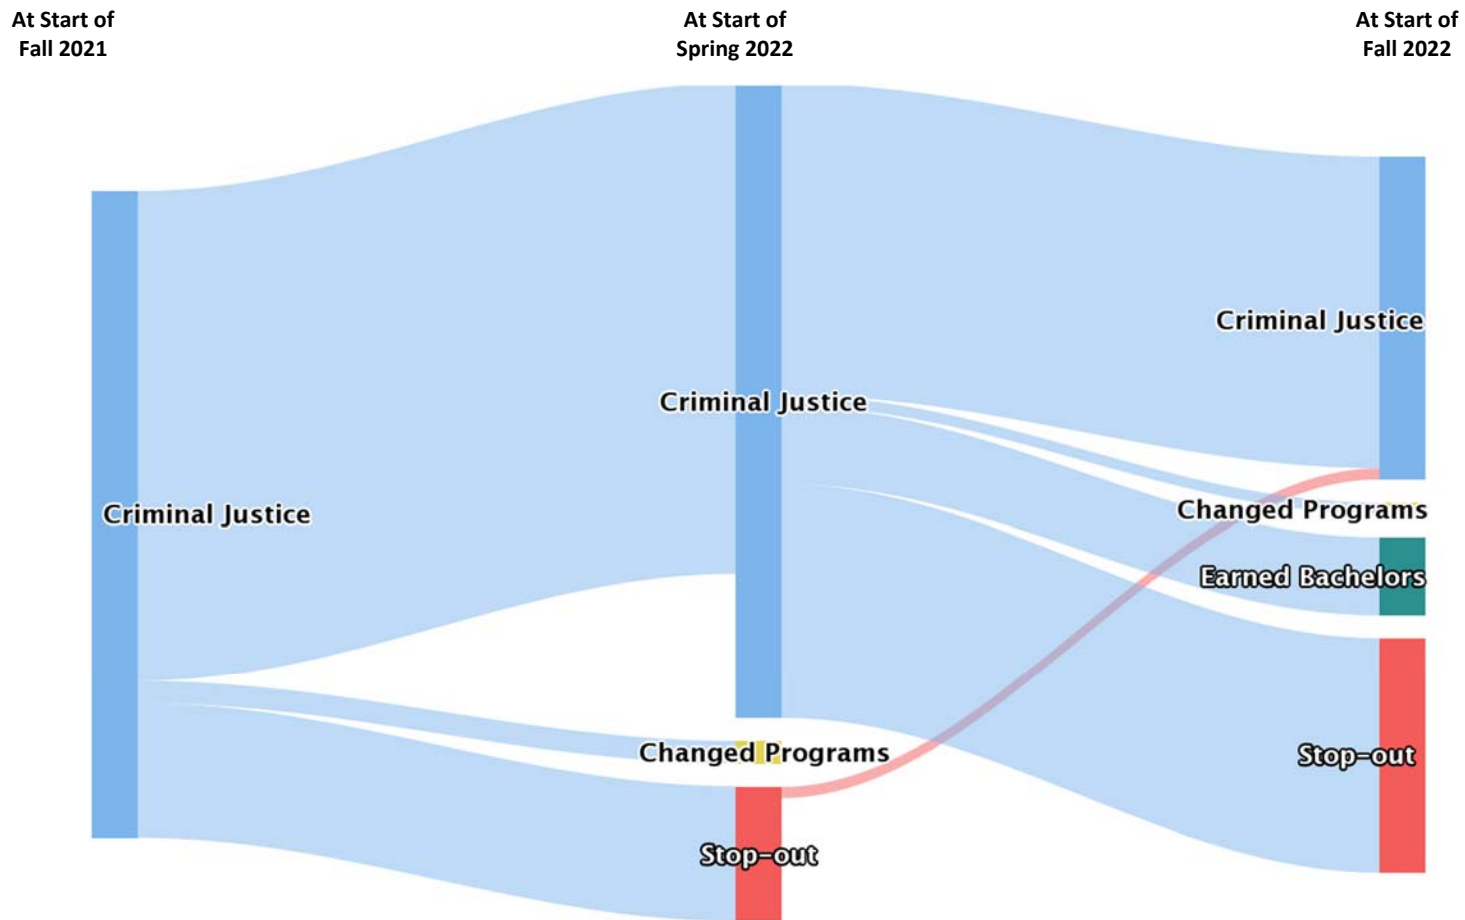 At Start of
Fall 2021
At Start of
Spring 2022
At Start of
Fall 2022
Criminal Justice
Criminal Justice
Changed Programs
Stop-out
Criminal Justice
Changed Programs
Earned Bachelors
Stop-out